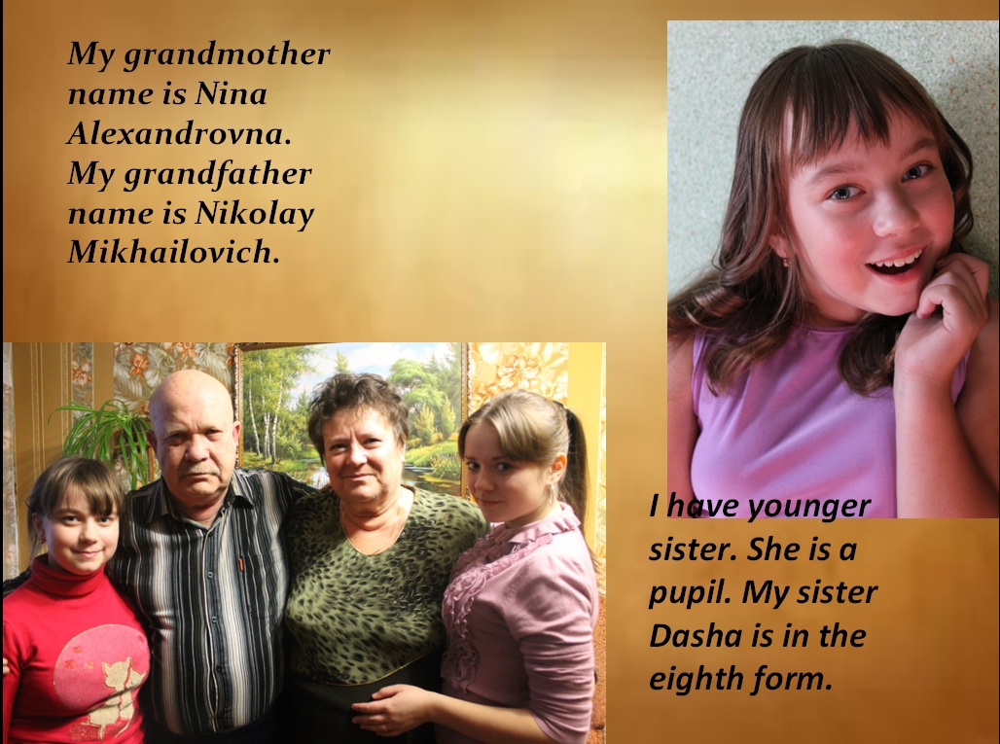 My grandmother
name is Nina
Alexandrovna.
My grandfather
name is Nikolay
Mikhailovich.
I have younger
sister. She is a
pupil. My sister
Dasha is in the
eighth form.